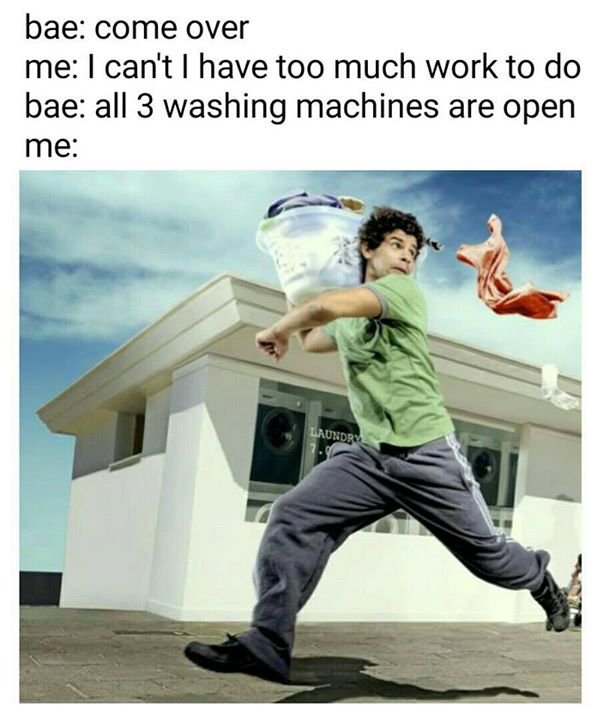 bae: come over
me: I can't I have too much work to do
bae: all 3 washing machines are open
me:
LAUNDRY